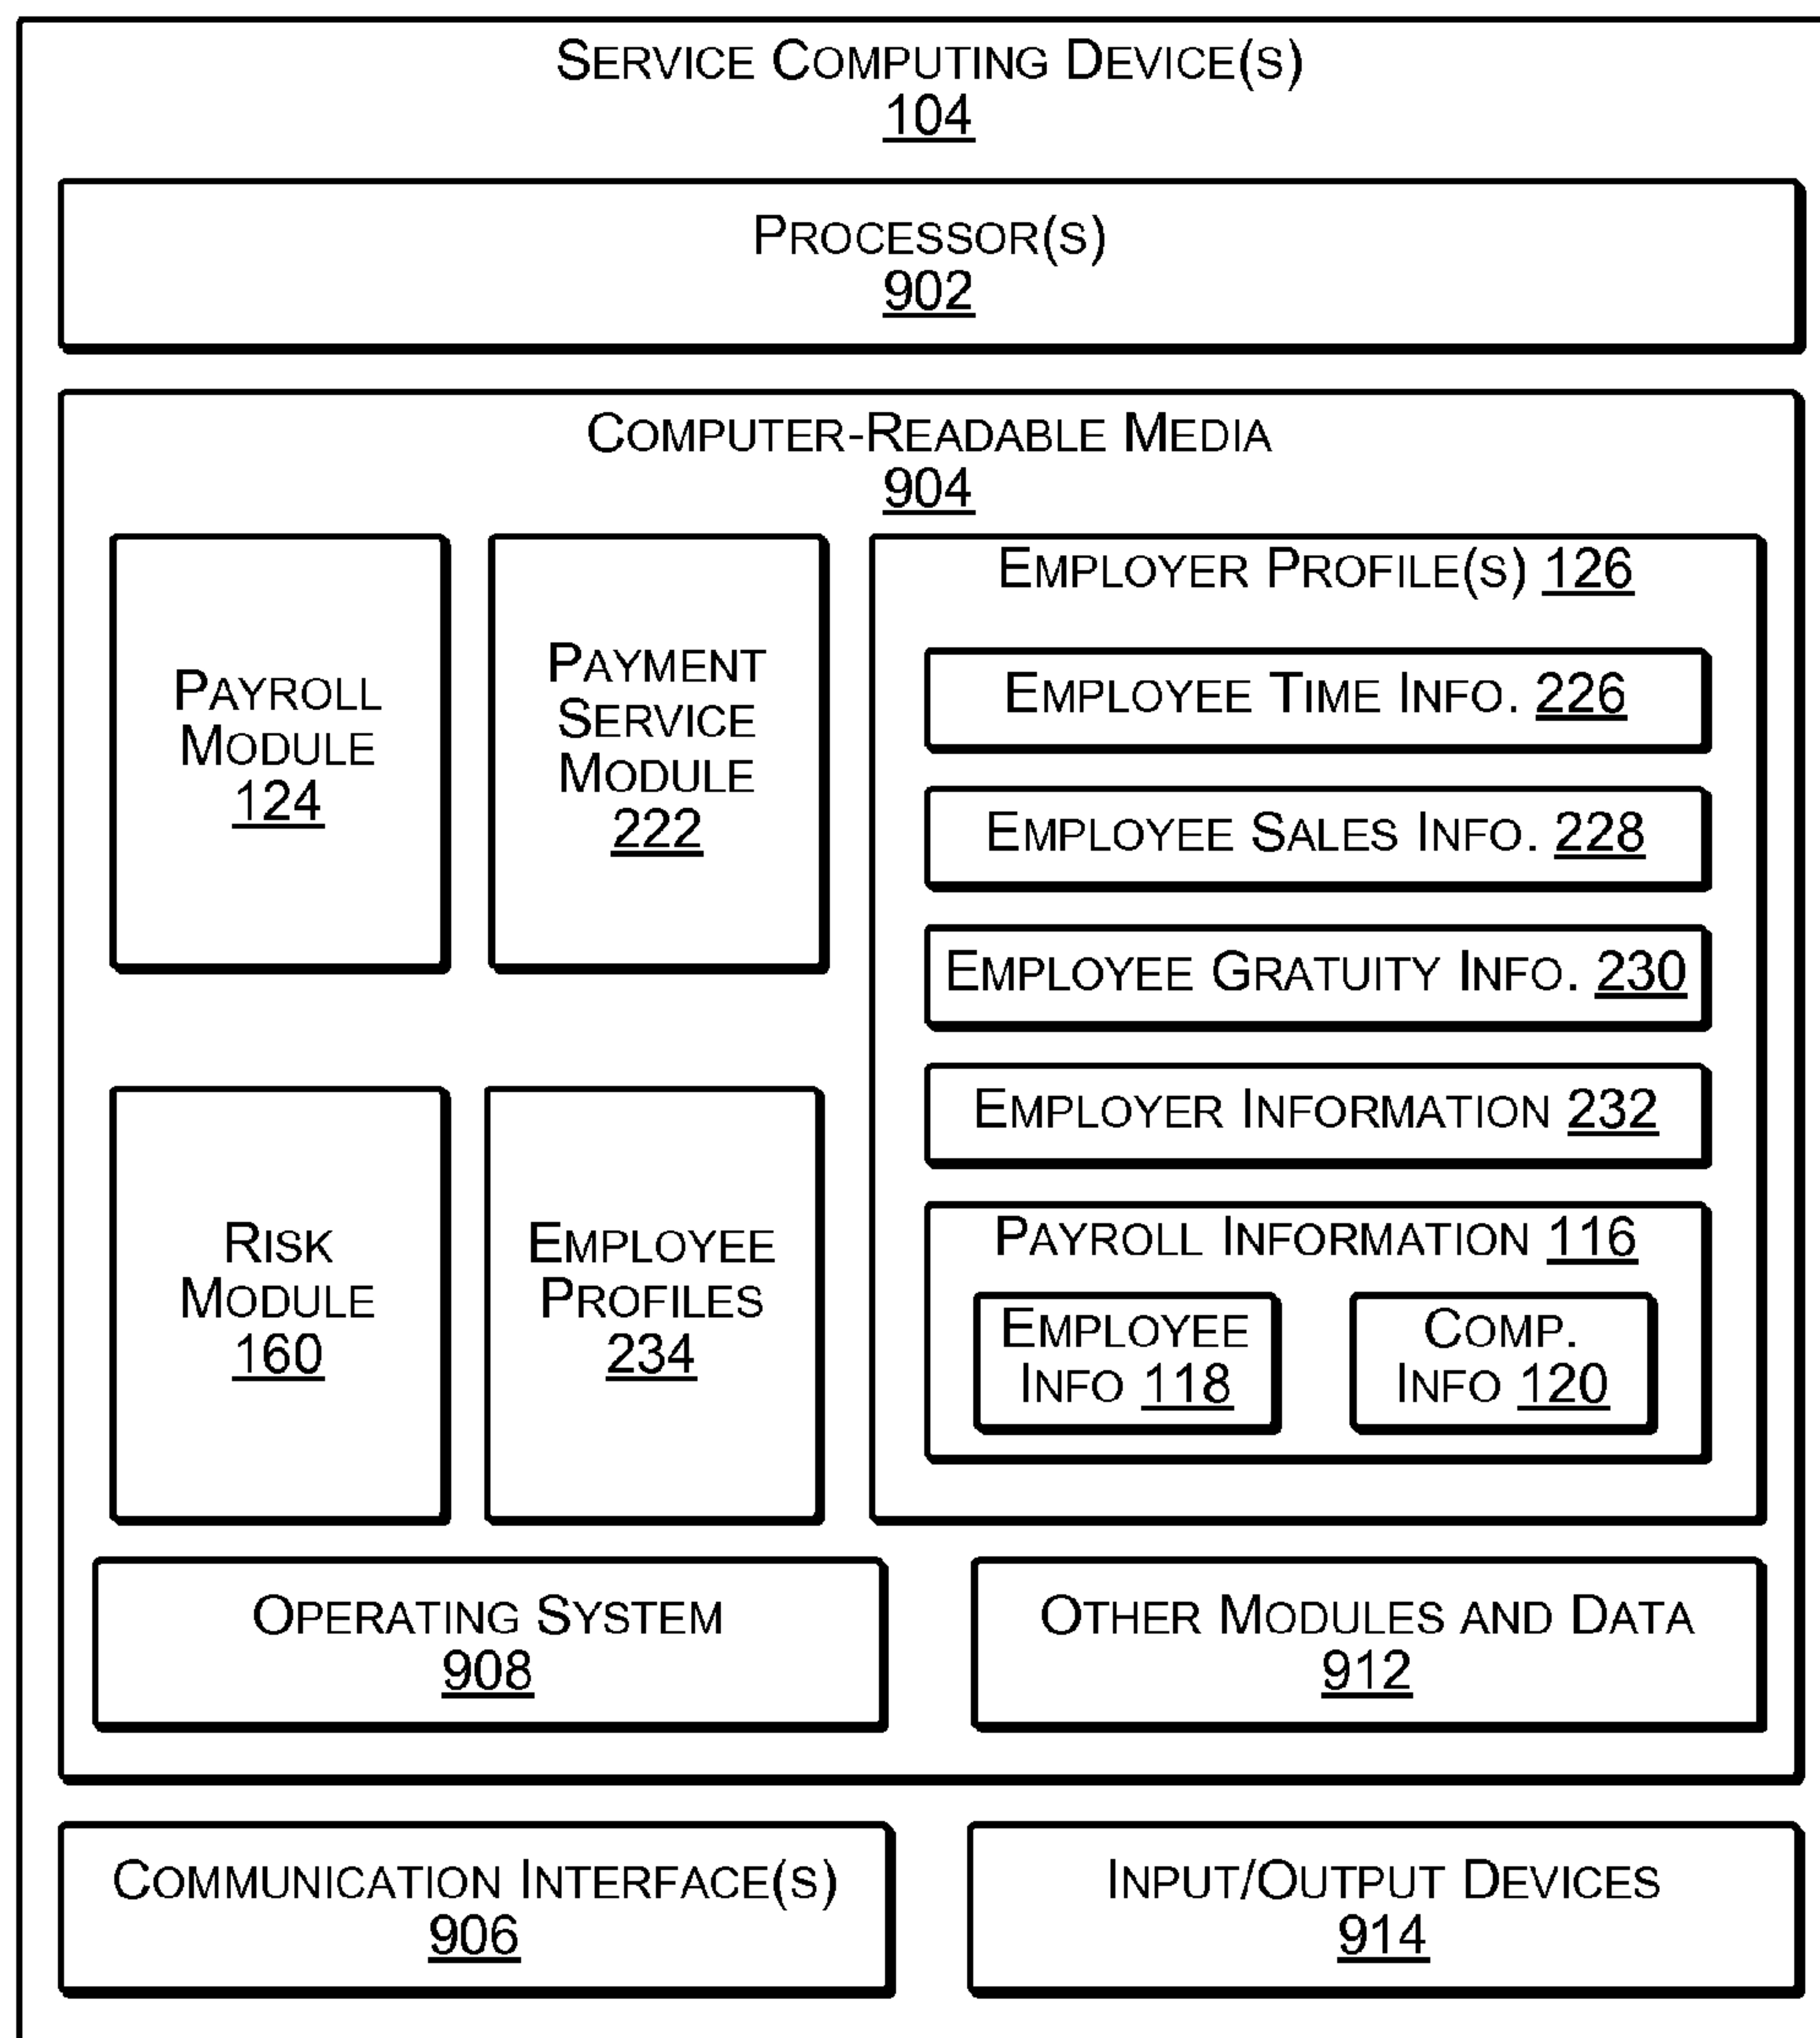 SERVICE COMPUTING DEVICE(S)
104
PROCESSOR(S)
902
COMPUTER-READABLE MEDIA
904
PAYROLL
MODULE
124
PAYMENT
SERVICE
MODULE
222
EMPLOYER PROFILE(S) 126
EMPLOYEE TIME INFO. 226
EMPLOYEE SALES INFO. 228
EMPLOYEE GRATUITY INFO. 230
EMPLOYER INFORMATION 232
PAYROLL INFORMATION 116
EMPLOYEE
INFO 118
COMP.
INFO 120
RISK
MODULE
160
EMPLOYEE
PROFILES
234
OPERATING SYSTEM
908
OTHER MODULES AND DATA
912
COMMUNICATION INTERFACE(S)
906
INPUT/OUTPUT DEVICES
914